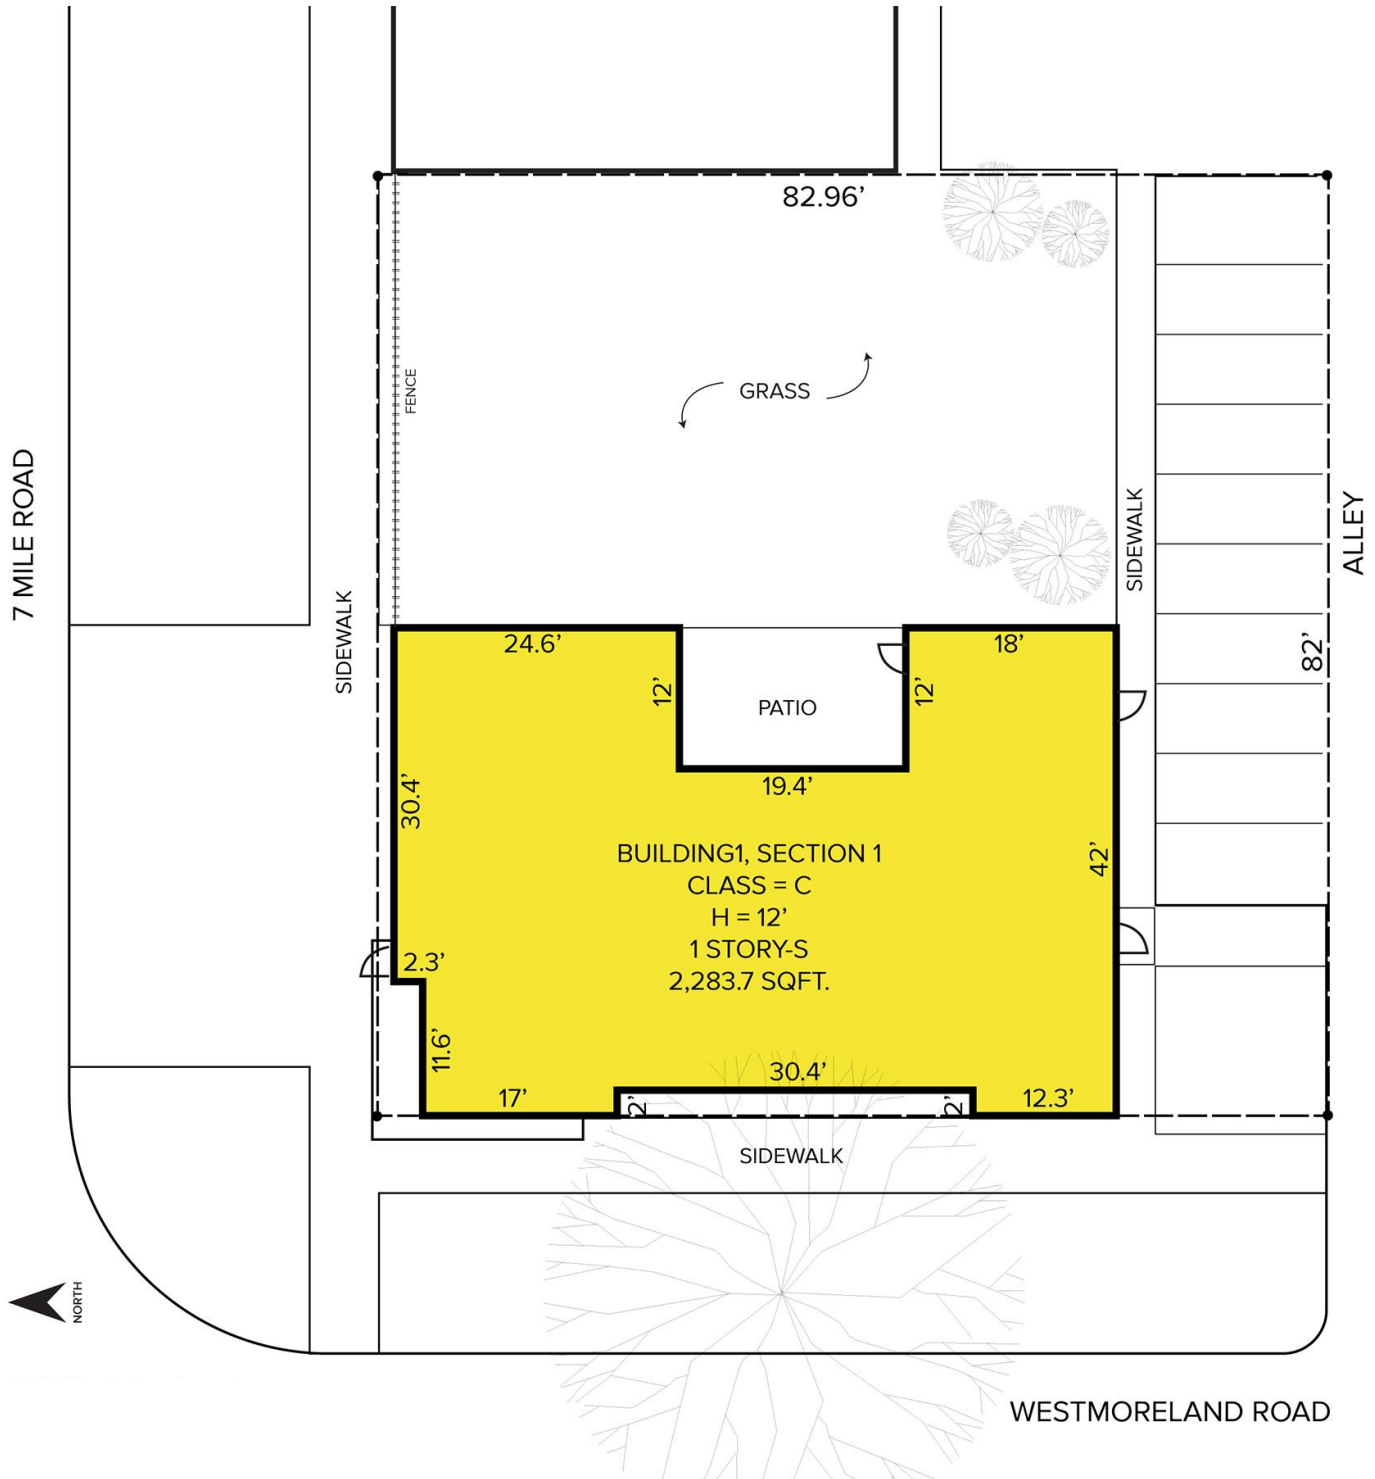 82.96’
FENCE
GRASS
7 MILE ROAD
SIDEWALK
SIDEWALK
ALLEY
82’
24.6’
12’
PATIO
12’
18’
19.4’
30.4’
42’
BUILDING1, SECTION 1
CLASS = C
H = 12’
1 STORY-S
2,283.7 SQFT.
2.3’
11.6’
17’
2’
30.4’
2’
12.3’
SIDEWALK
NORTH
WESTMORELAND ROAD